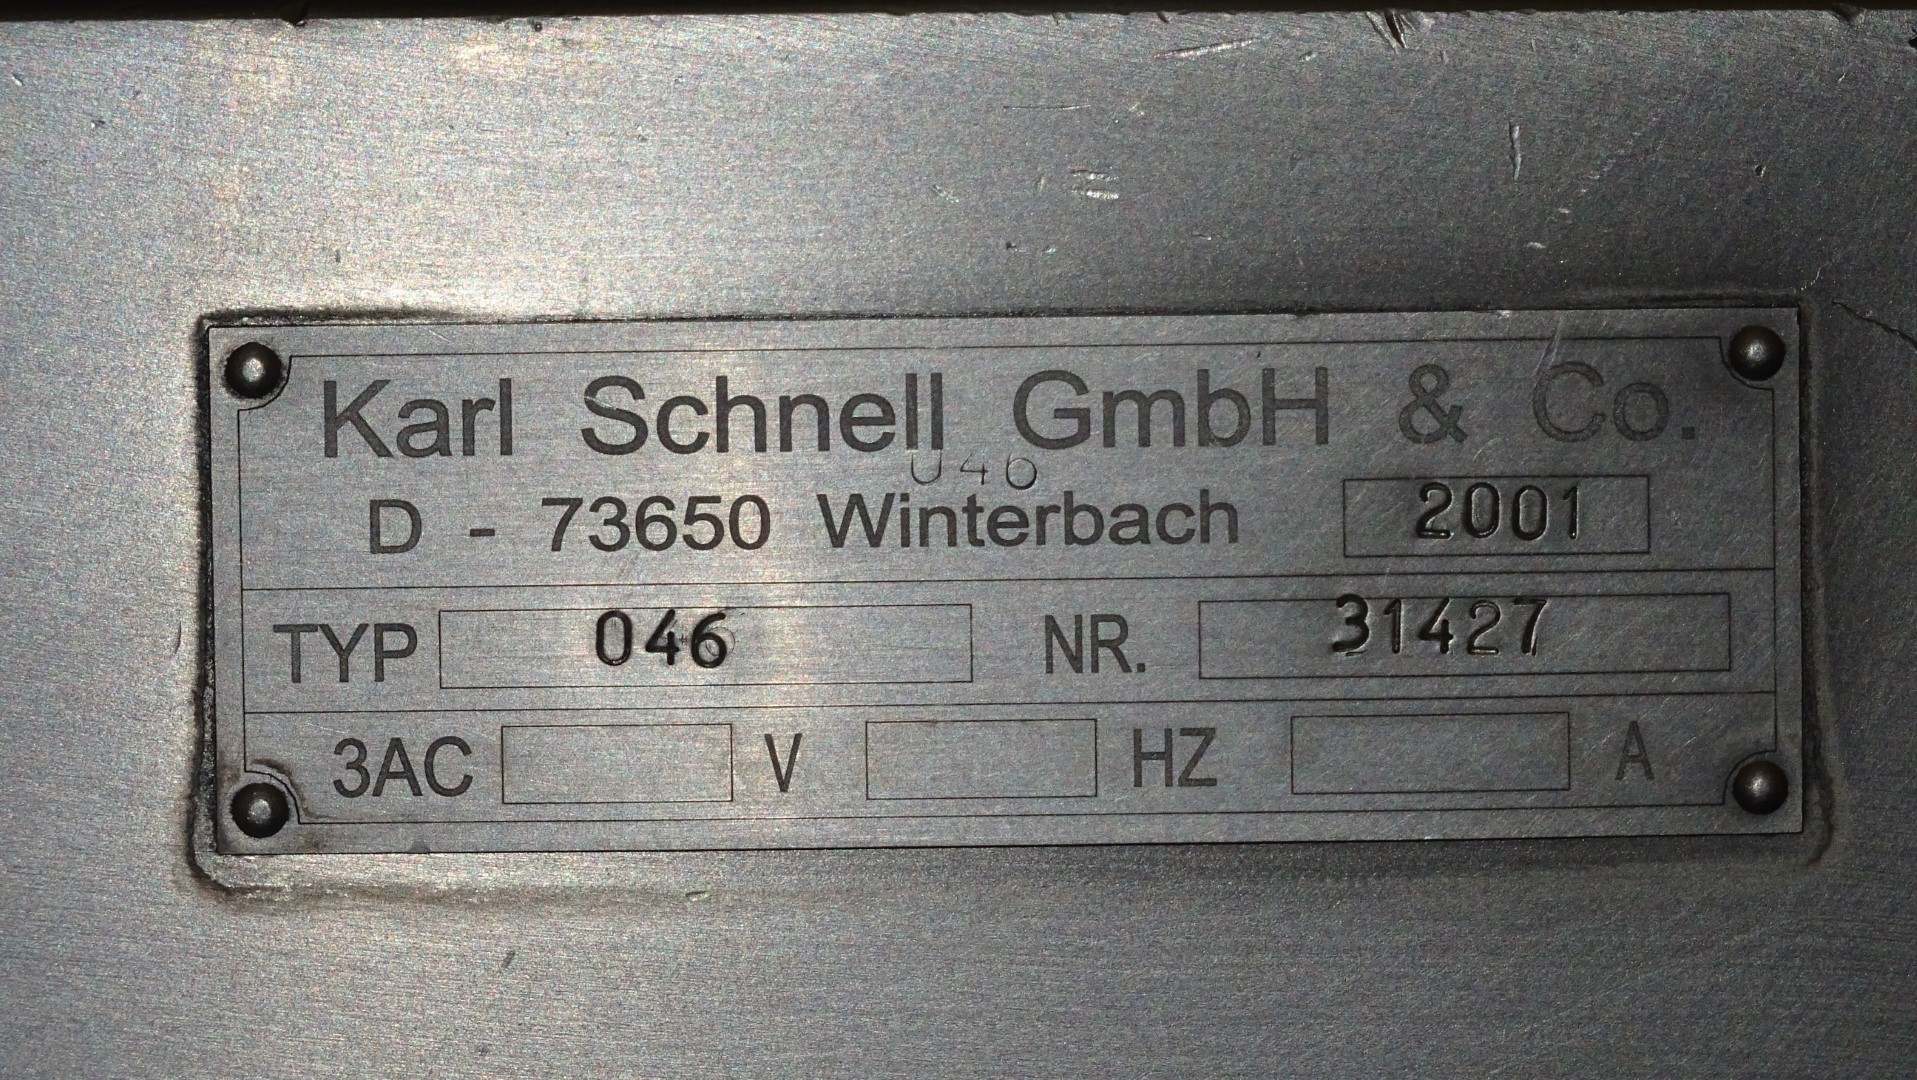 Karl Schnell GmbH & Co.
046
D - 73650 Winterbach 2001
TYP 046 NR. 31427
3AC V HZ A